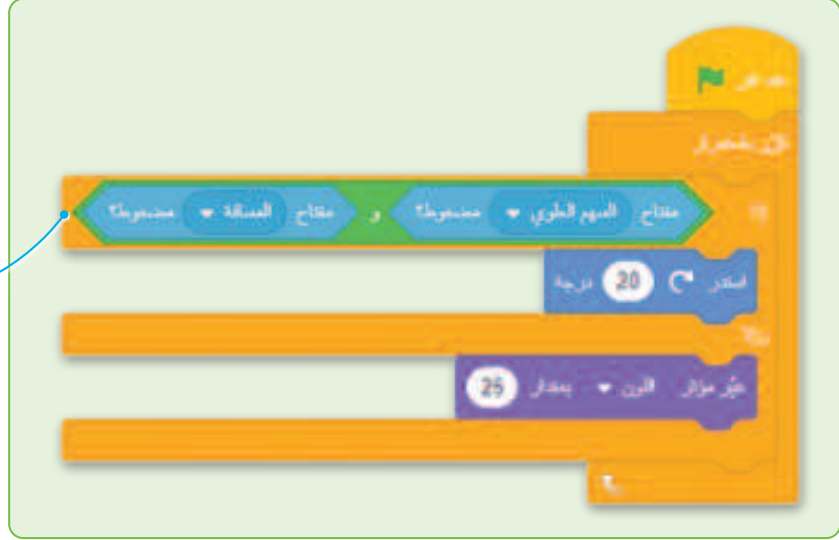 عند نقر
كرّر باستمرار
إذا
مفتاح السهم العلوي مضغوط؟ و مفتاح المسافة مضغوط؟
استدر 20 درجة
وإلا
غيّر مؤثر اللون بمقدار 25